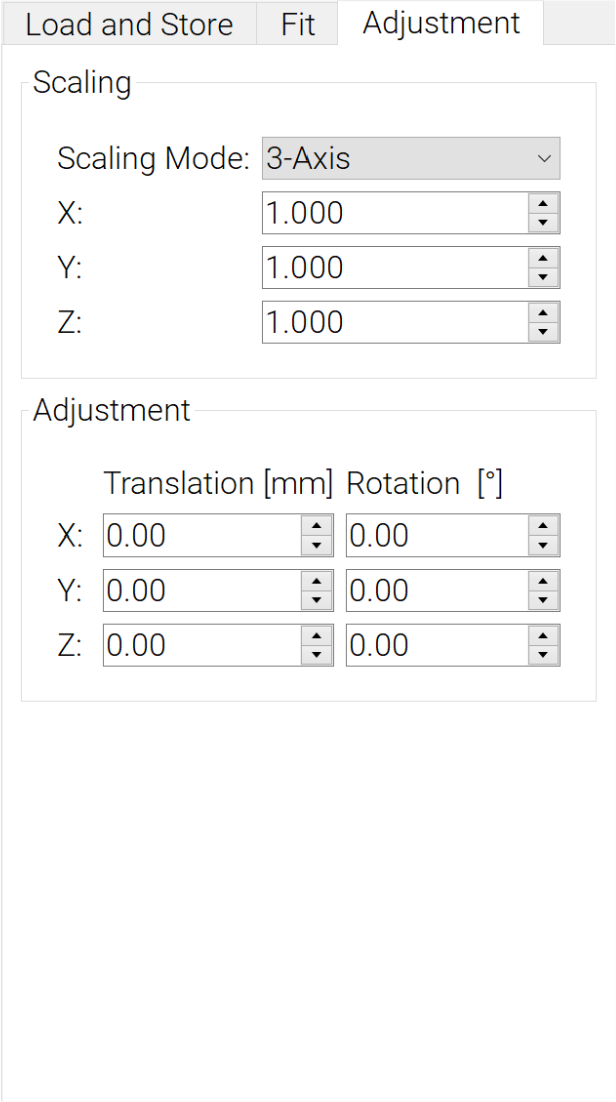 Load and Store Fit Adjustment
Scaling
Scaling Mode: 3-Axis
X: 1.000
Y: 1.000
Z: 1.000
Adjustment
Translation [mm] Rotation [°]
X: 0.00 0.00
Y: 0.00 0.00
Z: 0.00 0.00